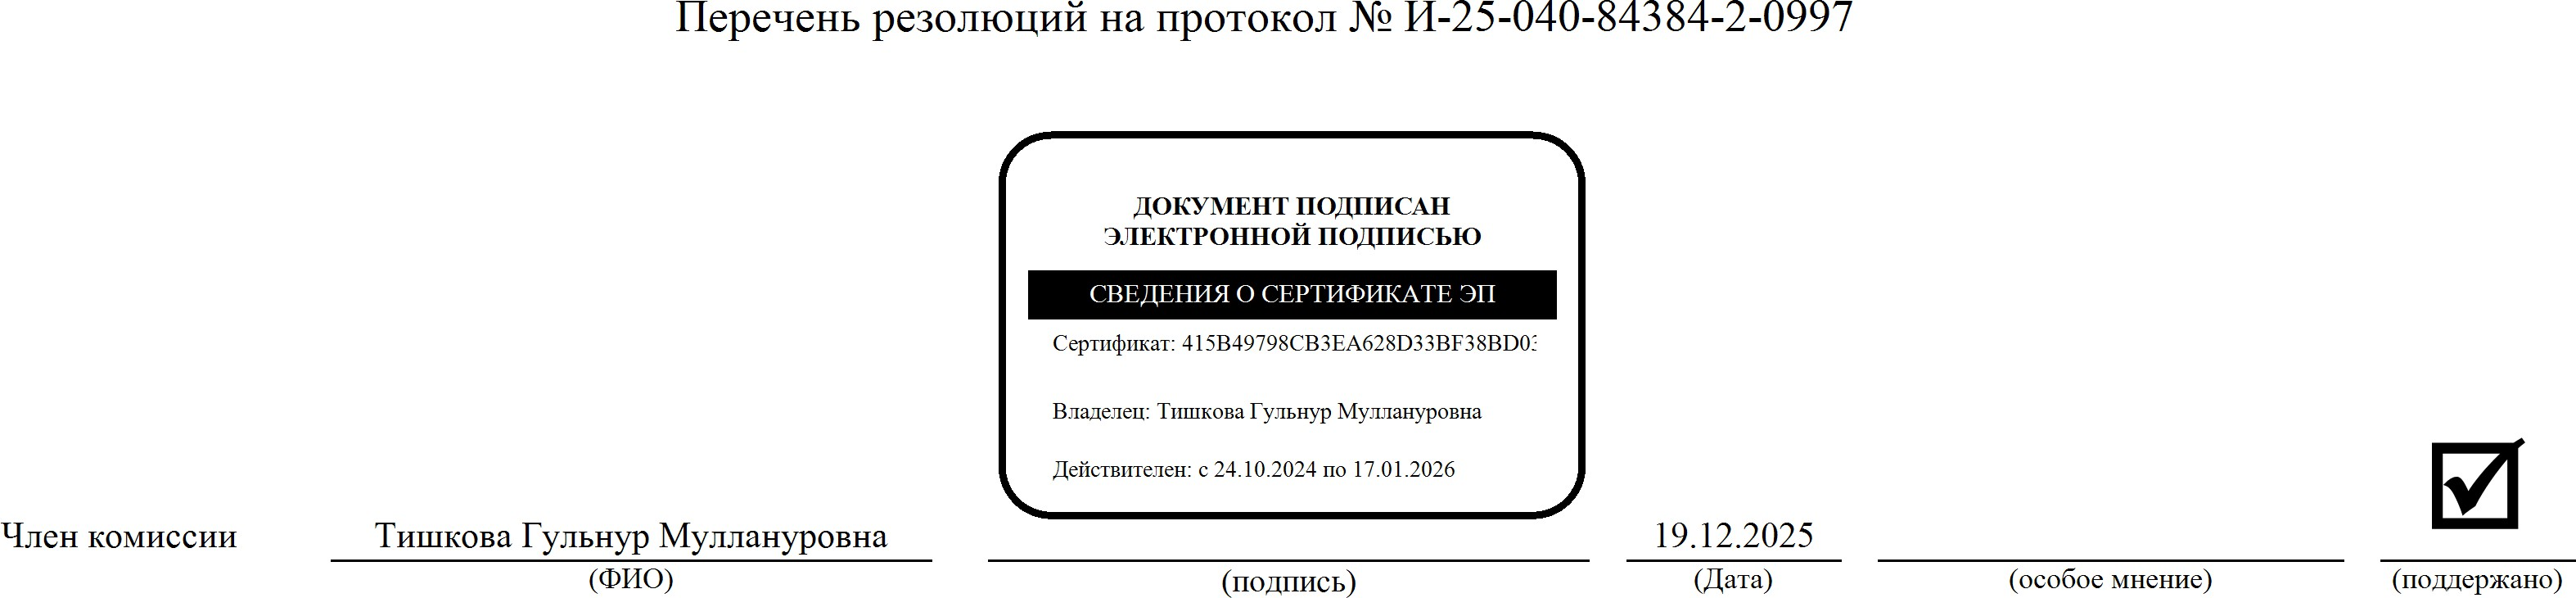 Перечень резолюций на протокол № И-25-040-84384-2-0997
ДОКУМЕНТ ПОДПИСАН
ЭЛЕКТРОННОЙ ПОДПИСЬЮ
СВЕДЕНИЯ О СЕРТИФИКАТЕ ЭП
Сертификат: 415B49798CB3EA628D33BF38BD03
Владелец: Тишкова Гульнур Муллануровна
Действителен: с 24.10.2024 по 17.01.2026
Член комиссии Тишкова Гульнур Муллануровна 19.12.2025
(ФИО) (подпись) (Дата) (особое мнение) (поддержано)